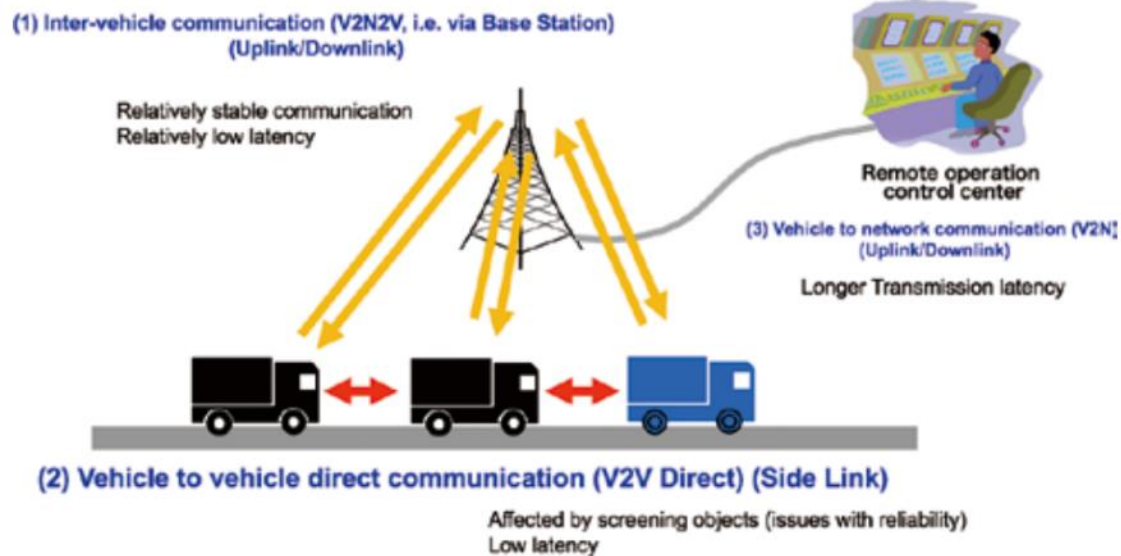 (1) Inter-vehicle communication (V2N2V, i.e. via Base Station)
(Uplink/Downlink)
Relatively stable communication
Relatively low latency
Remote operation
control center
(3) Vehicle to network communication (V2N)
(Uplink/Downlink)
Longer Transmission latency
(2) Vehicle to vehicle direct communication (V2V Direct) (Side Link)
Affected by screening objects (issues with reliability)
Low latency